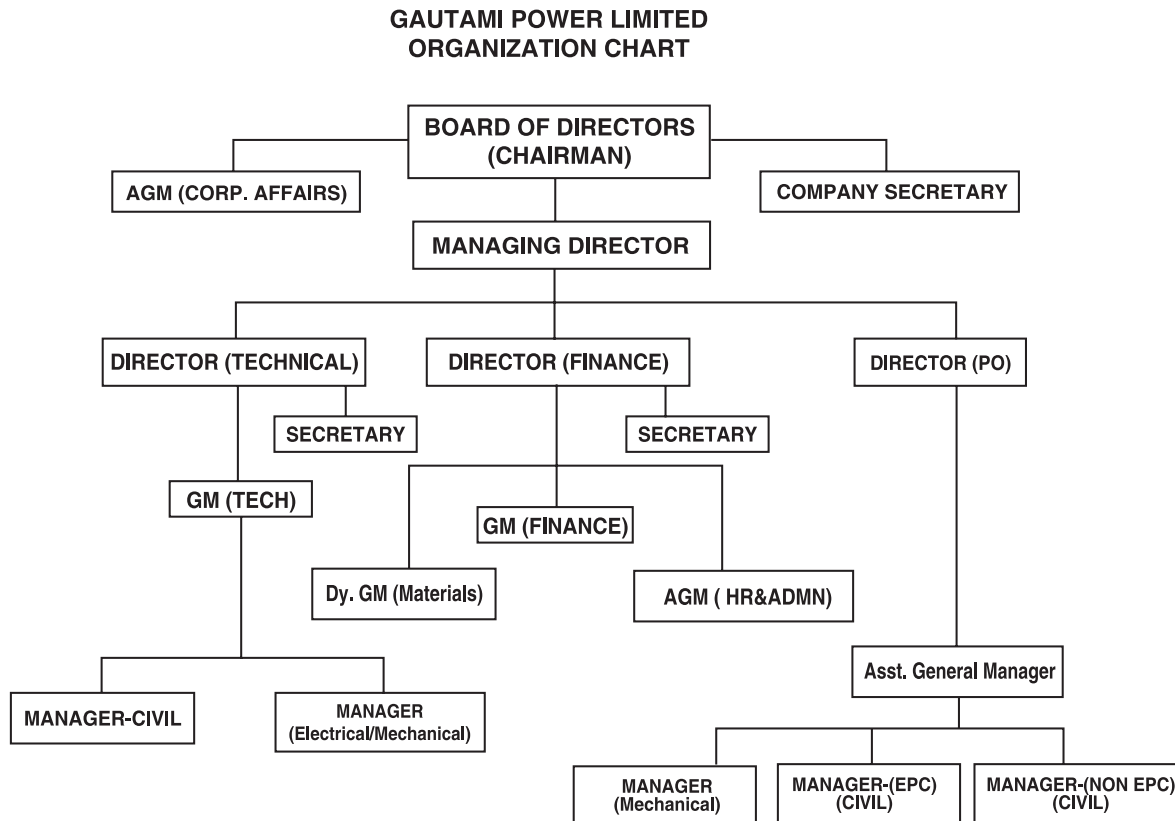 GAUTAMI POWER LIMITED
ORGANIZATION CHART
BOARD OF DIRECTORS
(CHAIRMAN)
AGM (CORP. AFFAIRS)
COMPANY SECRETARY
MANAGING DIRECTOR
DIRECTOR (TECHNICAL)
DIRECTOR (FINANCE)
DIRECTOR (PO)
SECRETARY
SECRETARY
GM (TECH)
GM (FINANCE)
Dy. GM (Materials)
AGM ( HR&ADMN)
Asst. General Manager
MANAGER-CIVIL
MANAGER
(Electrical/Mechanical)
MANAGER
(Mechanical)
MANAGER-(EPC)
(CIVIL)
MANAGER-(NON EPC)
(CIVIL)